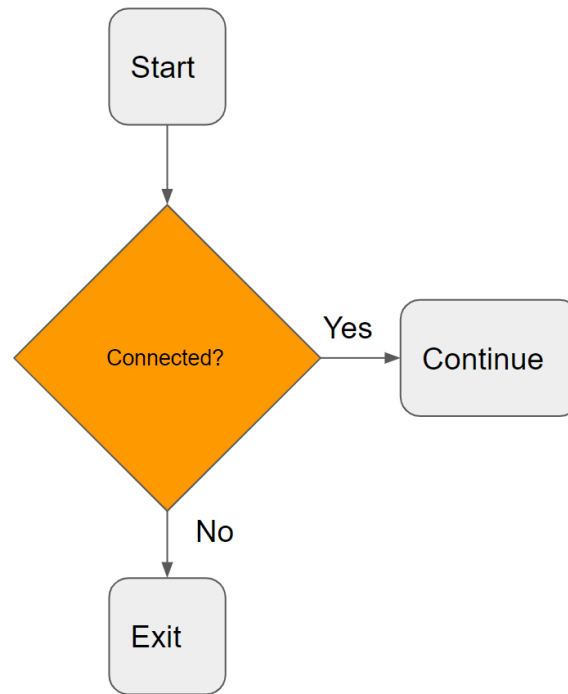 Start
Connected?
Yes
Continue
No
Exit